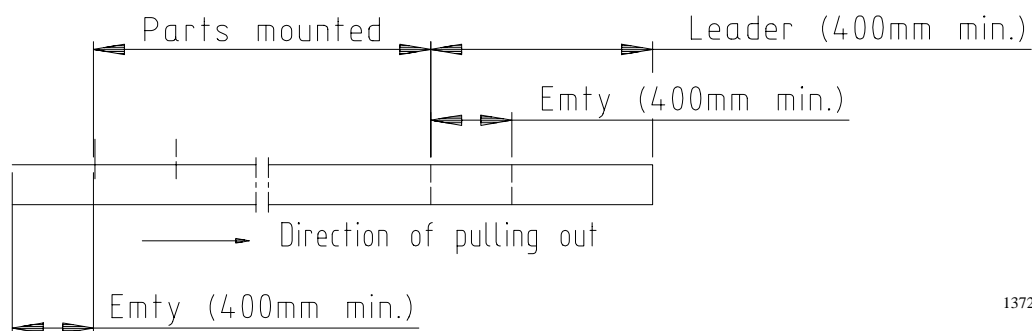 Parts mounted
Leader (400mm min.)
Emty (400mm min.)
Direction of pulling out
Emty (400mm min.)
1372